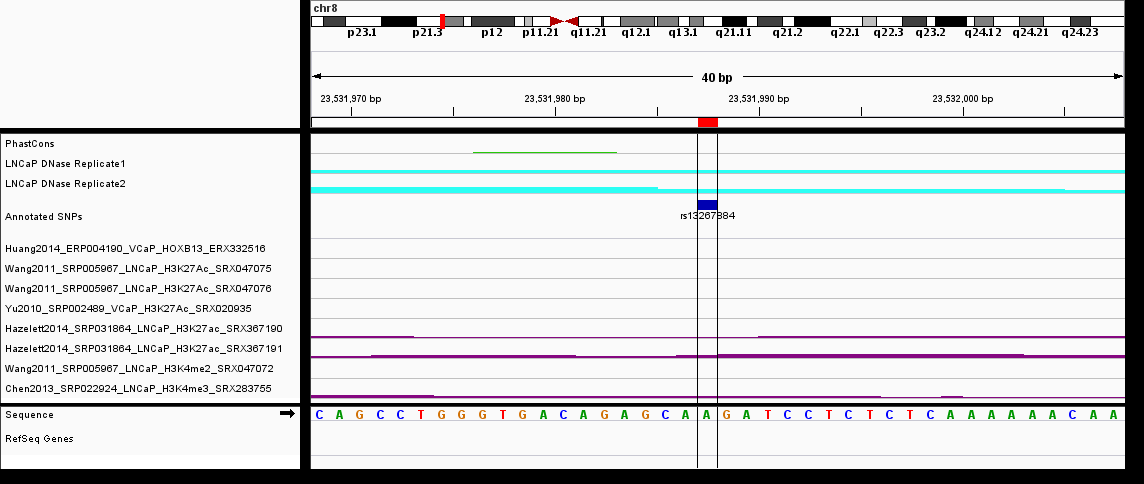 chr8
p23.1 p21.3 p12 p11.21 q11.21 q12.1 q13.1 q21.11 q21.2 q22.1 q22.3 q23.2 q24.12 q24.21 q24.23
40 bp
23,531,970 bp 23,531,980 bp 23,531,990 bp 23,532,000 bp
PhastCons
LNCaP DNase Replicate1
LNCaP DNase Replicate2
Annotated SNPs
rs13267884
Huang2014_ERP004190_VCaP_HOXB13_ERX332516
Wang2011_SRP005967_LNCaP_H3K27Ac_SRX047075
Wang2011_SRP005967_LNCaP_H3K27Ac_SRX047076
Yu2010_SRP002489_VCaP_H3K27Ac_SRX020935
Hazelett2014_SRP031864_LNCaP_H3K27ac_SRX367190
Hazelett2014_SRP031864_LNCaP_H3K27ac_SRX367191
Wang2011_SRP005967_LNCaP_H3K4me2_SRX047072
Chen2013_SRP022924_LNCaP_H3K4me3_SRX283755
Sequence C A G C C T G G G T G A C A G A G C A A G A T C C T C T C T C A A A A A A C A A
RefSeq Genes